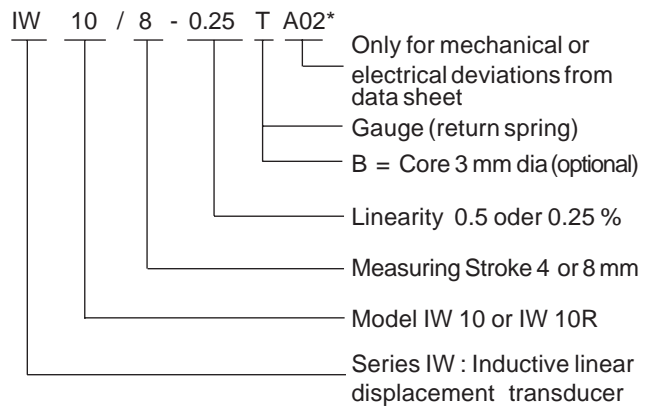 IW 10 / 8 - 0.25 T A02*
Only for mechanical or
electrical deviations from
data sheet
Gauge (return spring)
B = Core 3 mm dia (optional)
Linearity 0.5 oder 0.25 %
Measuring Stroke 4 or 8 mm
Model IW 10 or IW 10R
Series IW : Inductive linear
displacement transducer